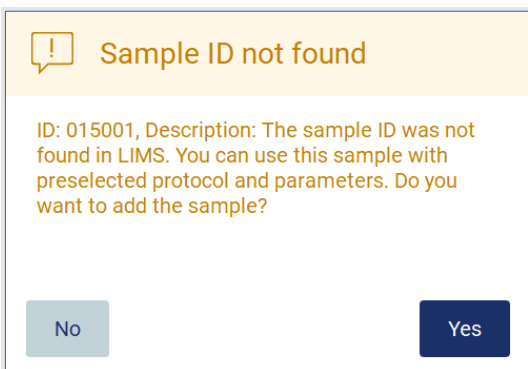 !
Sample ID not found
ID: 015001, Description: The sample ID was not
found in LIMS. You can use this sample with
preselected protocol and parameters. Do you
want to add the sample?
No
Yes